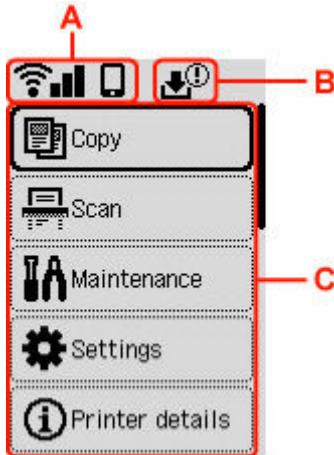 A
B
Copy
Scan
C
Maintenance
Settings
Printer details